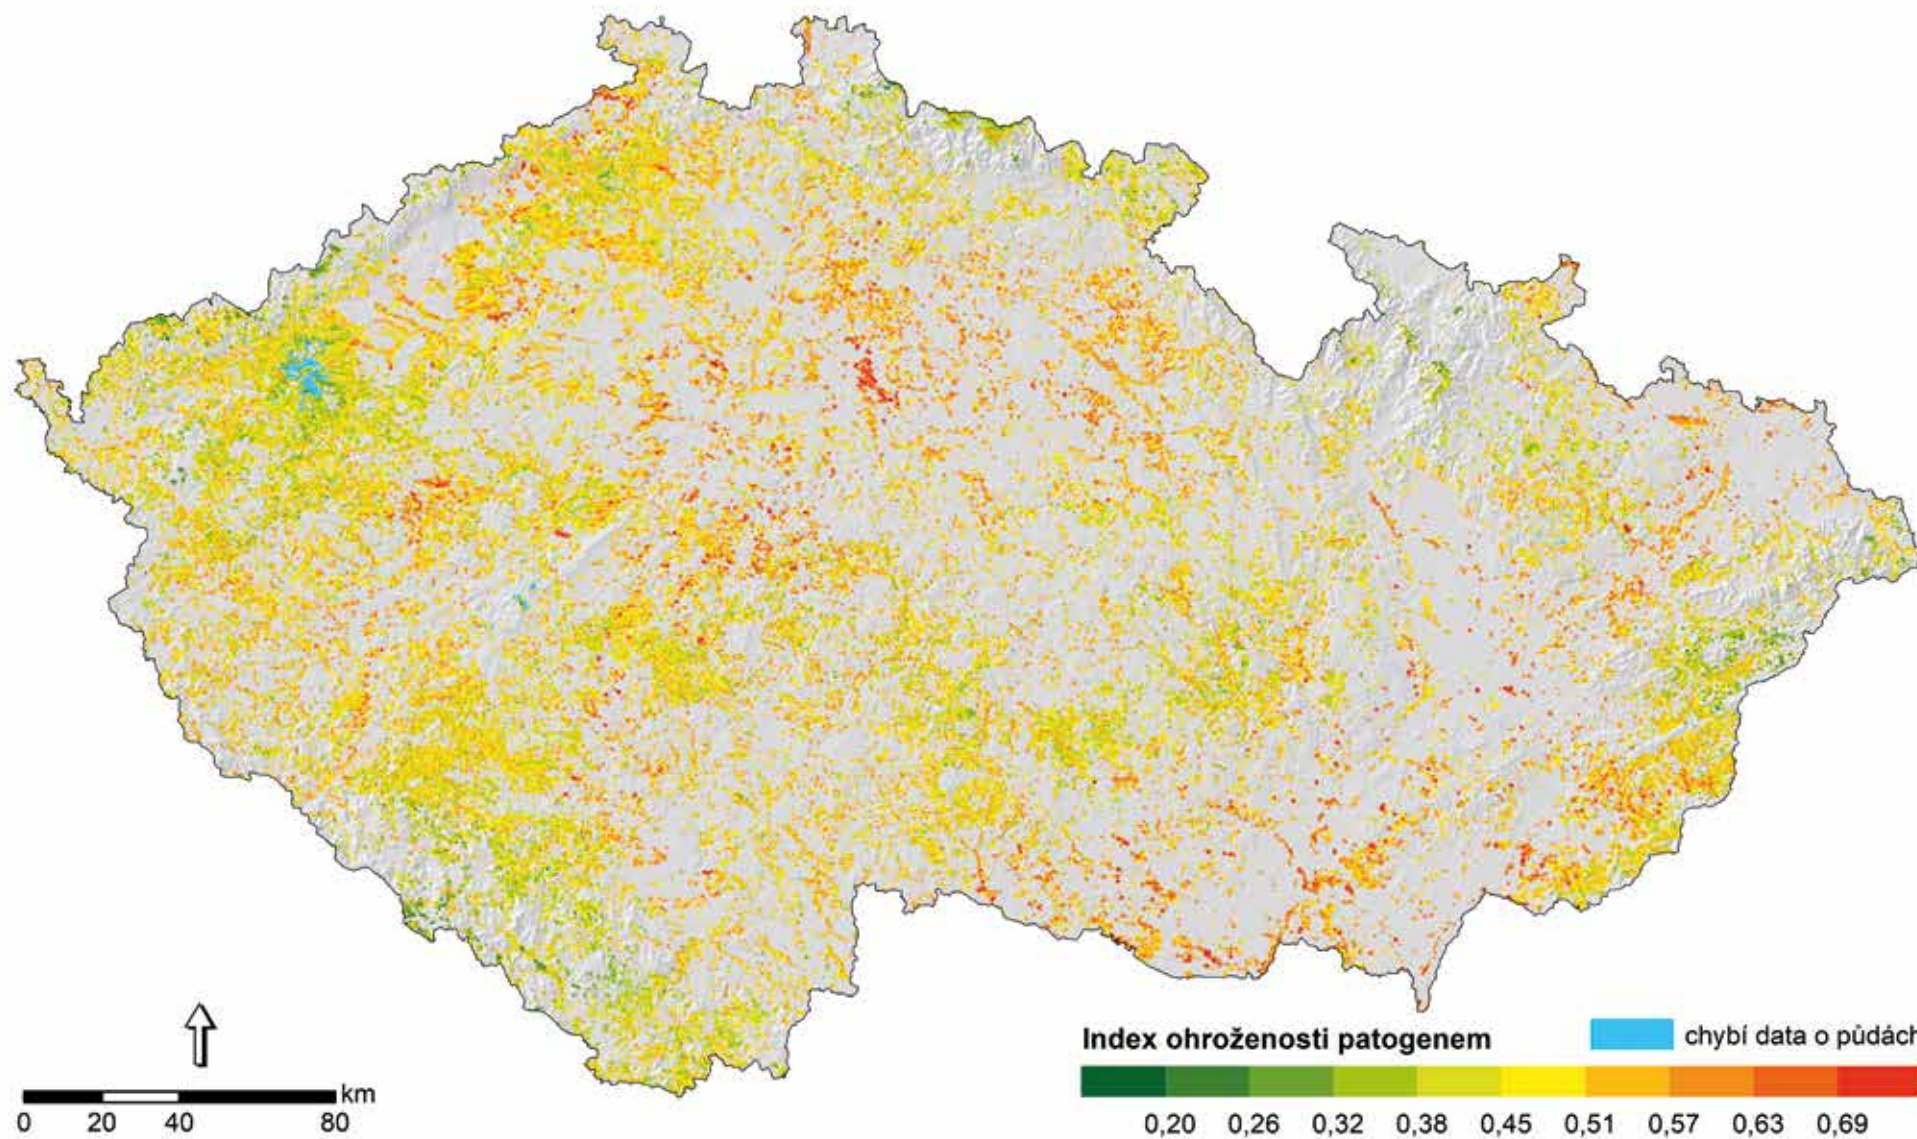 Index ohroženosti patogenem
chybí data o půdách
0,20 0,26 0,32 0,38 0,45 0,51 0,57 0,63 0,69
km
0 20 40 80